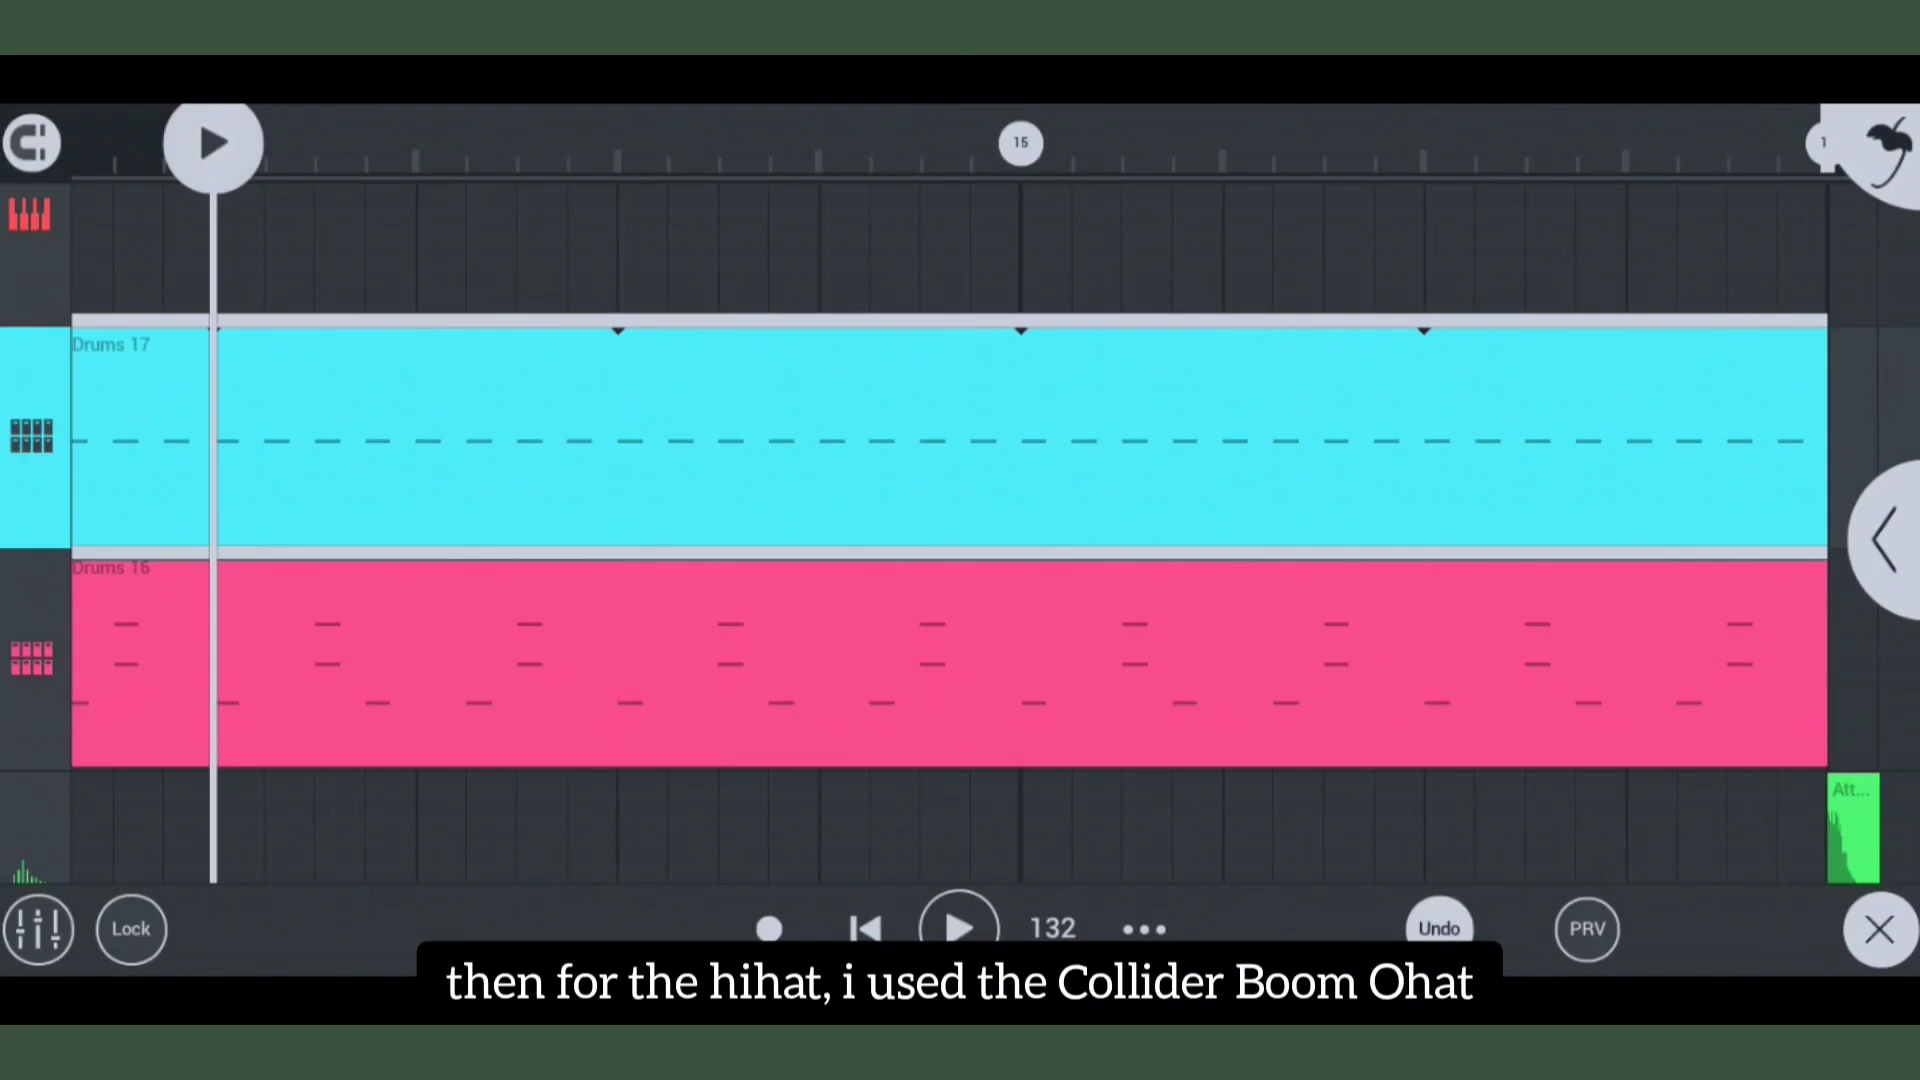 15
1
Drums 17
Drums 16
Att...
Lock
132
Undo
PRV
then for the hihat, i used the Collider Boom Ohat